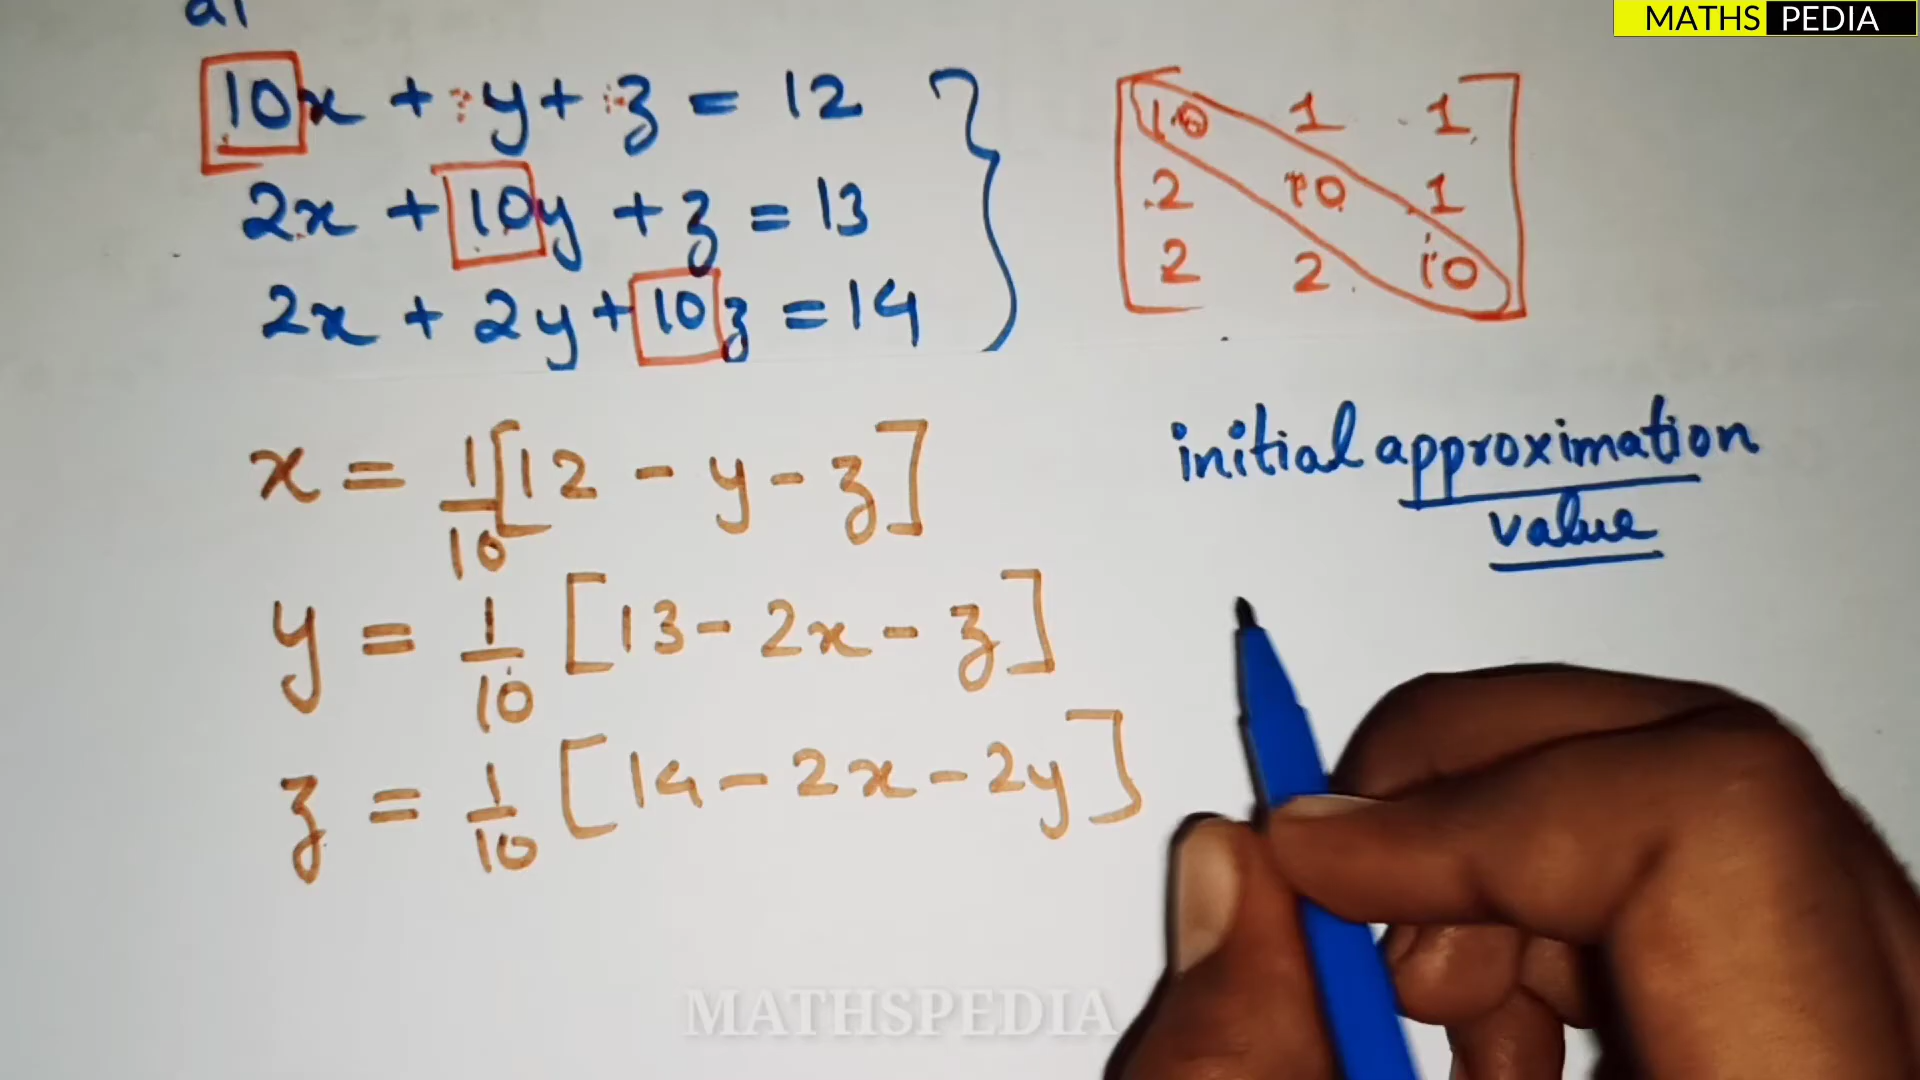 MATHS PEDIA
10x + y + z = 12
2x + 10y + z = 13
2x + 2y + 10z = 14
10 1 1
2 10 1
2 2 10
x = 1/10 [12 - y - z]
y = 1/10 [13 - 2x - z]
z = 1/10 [14 - 2x - 2y]
initial approximation
value
MATHSPEDIA